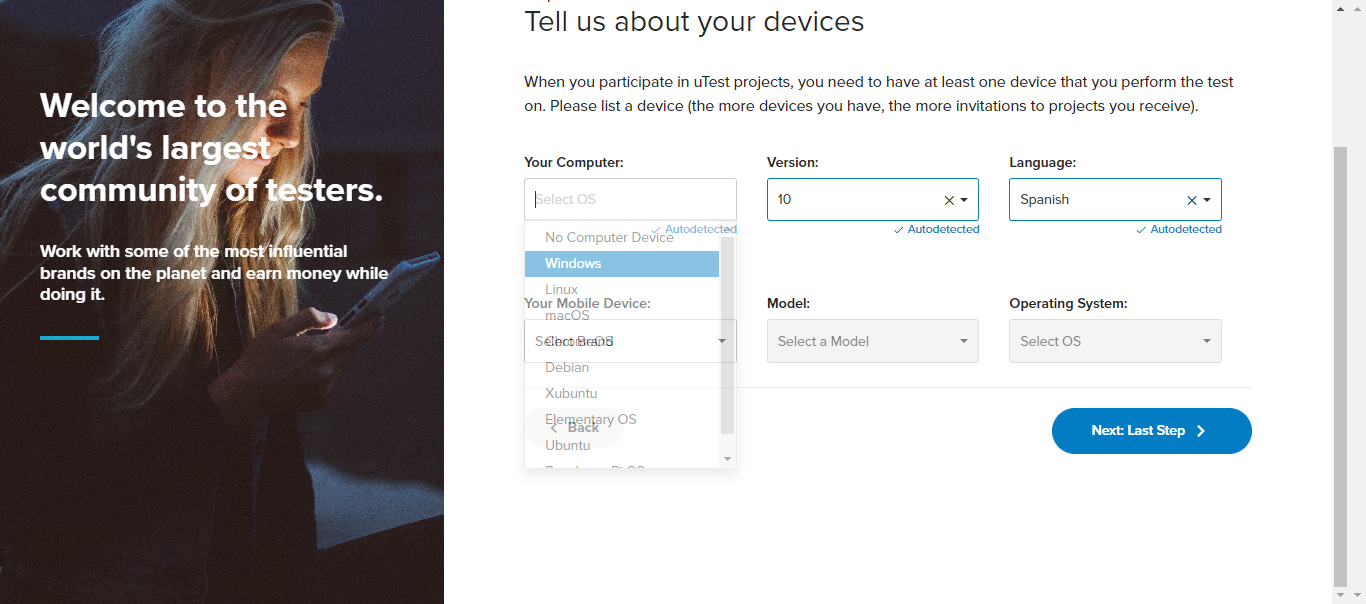 Welcome to the
world's largest
community of testers.
Work with some of the most influential
brands on the planet and earn money while
doing it.
Tell us about your devices
When you participate in uTest projects, you need to have at least one device that you perform the test
on. Please list a device (the more devices you have, the more invitations to projects you receive).
Your Computer:
Version:
Language:
Select OS
10
Spanish
Autodetected
Autodetected
Autodetected
No Computer Device
Windows
Linux
macOS
ChromeOS
Debian
Xubuntu
Elementary OS
Ubuntu
Your Mobile Device:
Model:
Operating System:
Select Brand
Select a Model
Select OS
Back
Next: Last Step